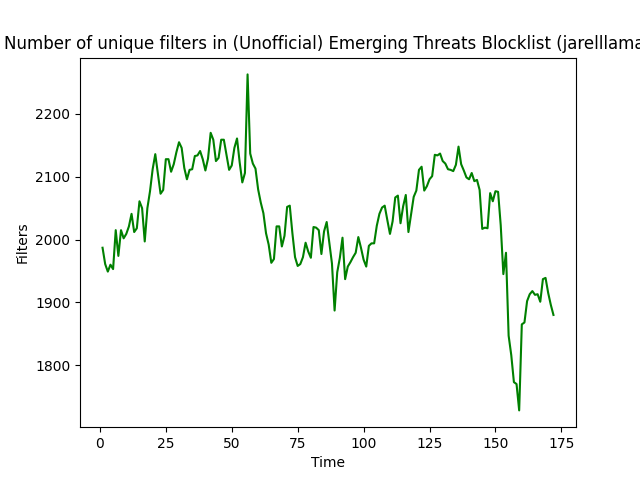 Number of unique filters in (Unofficial) Emerging Threats Blocklist (jarelllama
2200
2100
2000
1900
1800
Filters
0 25 50 75 100 125 150 175
Time